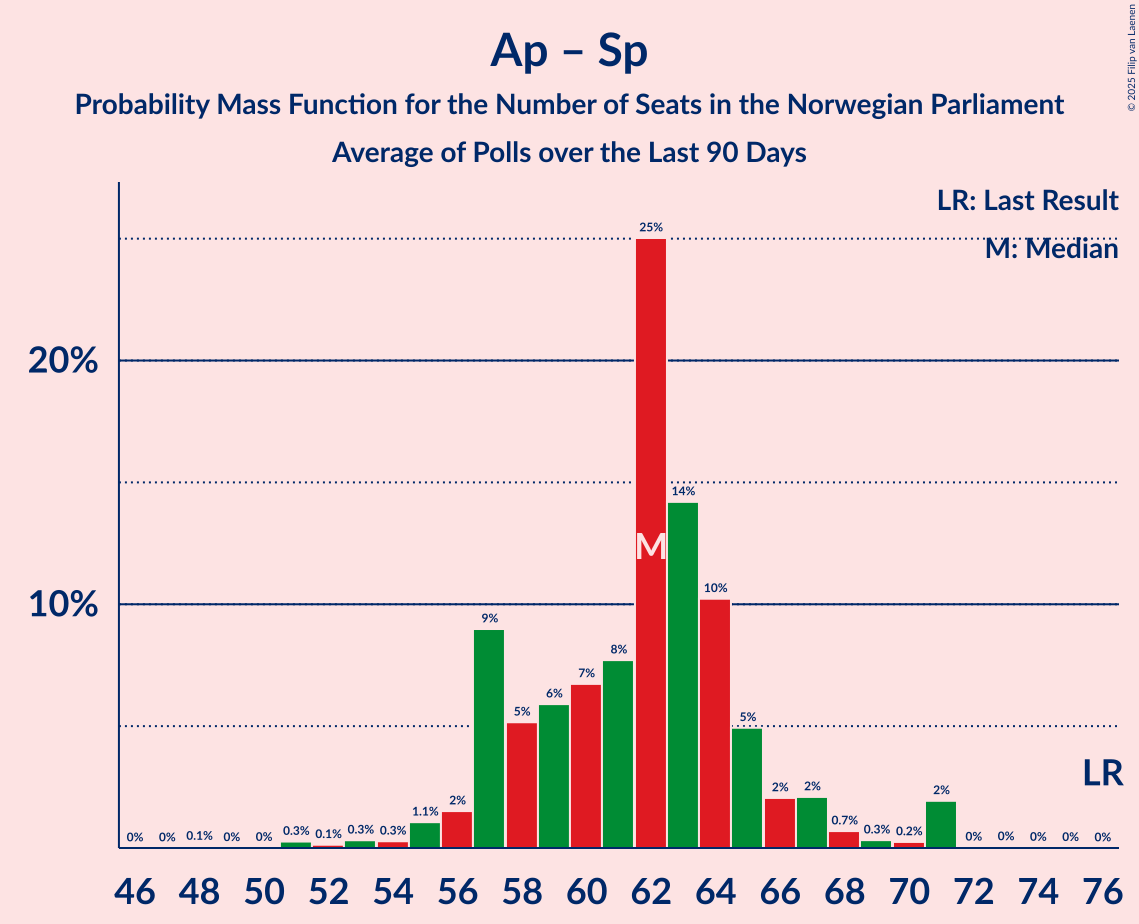 Ap – Sp
Probability Mass Function for the Number of Seats in the Norwegian Parliament
Average of Polls over the Last 90 Days
© 2025 Filip van Laenen
LR: Last Result
M: Median
20%
10%
0% 0% 0.1% 0% 0% 0.3% 0.1% 0.3% 0.3% 1.1% 2% 9% 5% 6% 7% 8% 25% 14% 10% 5% 2% 2% 0.7% 0.3% 0.2% 2% 0% 0% 0% 0% 0%
M
LR
46 48 50 52 54 56 58 60 62 64 66 68 70 72 74 76